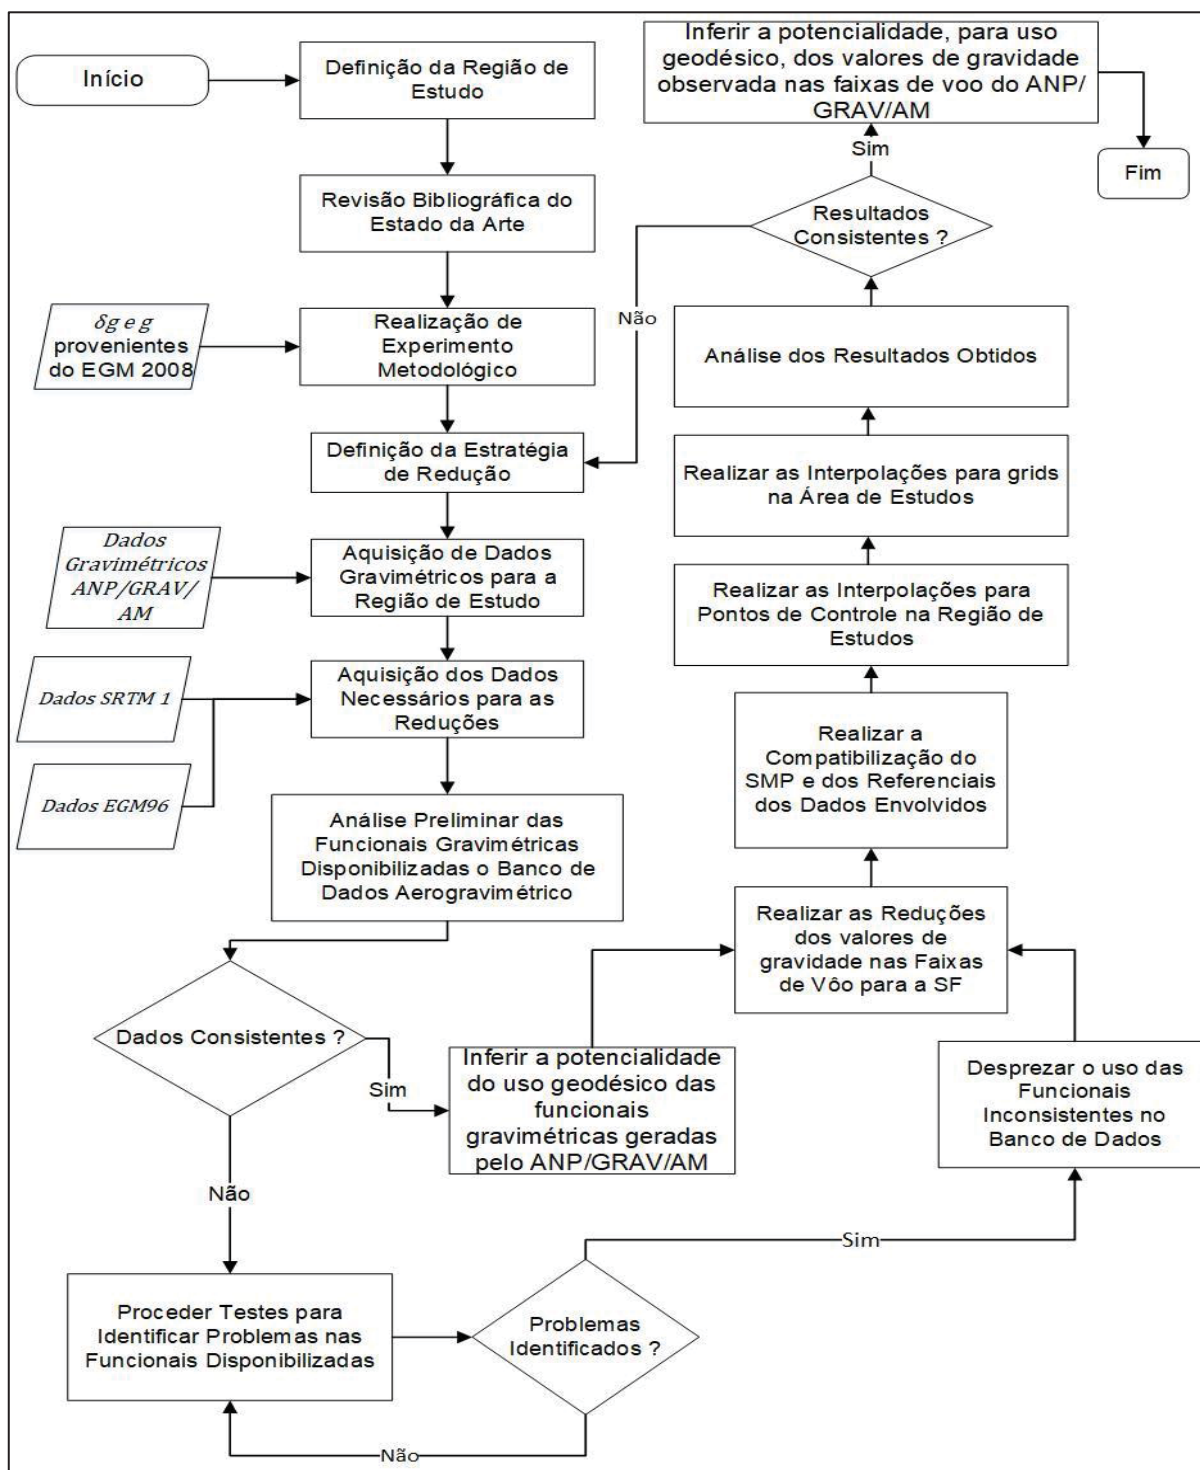 Início
Definição da Região de
Estudo
Revisão Bibliográfica do
Estado da Arte
δg e g
provenientes
do EGM 2008
Realização de
Experimento
Metodológico
Definição da Estratégia
de Redução
Dados
Gravimétricos
ANP/GRAV/
AM
Aquisição de Dados
Gravimétricos para a
Região de Estudo
Dados SRTM 1
Aquisição dos Dados
Necessários para as
Reduções
Dados EGM96
Análise Preliminar das
Funcionais Gravimétricas
Disponibilizadas o Banco de
Dados Aerogravimétrico
Dados Consistentes ?
Sim
Não
Inferir a potencialidade
do uso geodésico das
funcionais
gravimétricas geradas
pelo ANP/GRAV/AM
Proceder Testes para
Identificar Problemas nas
Funcionais Disponibilizadas
Problemas
Identificados ?
Não
Sim
Desprezar o uso das
Funcionais
Inconsistentes no
Banco de Dados
Realizar as Reduções
dos valores de
gravidade nas Faixas
de Vôo para a SF
Realizar a
Compatibilização do
SMP e dos Referenciais
dos Dados Envolvidos
Realizar as Interpolações para
Pontos de Controle na Região de
Estudos
Realizar as Interpolações para grids
na Área de Estudos
Análise dos Resultados Obtidos
Resultados
Consistentes ?
Não
Sim
Inferir a potencialidade, para uso
geodésico, dos valores de gravidade
observada nas faixas de voo do ANP/
GRAV/AM
Fim